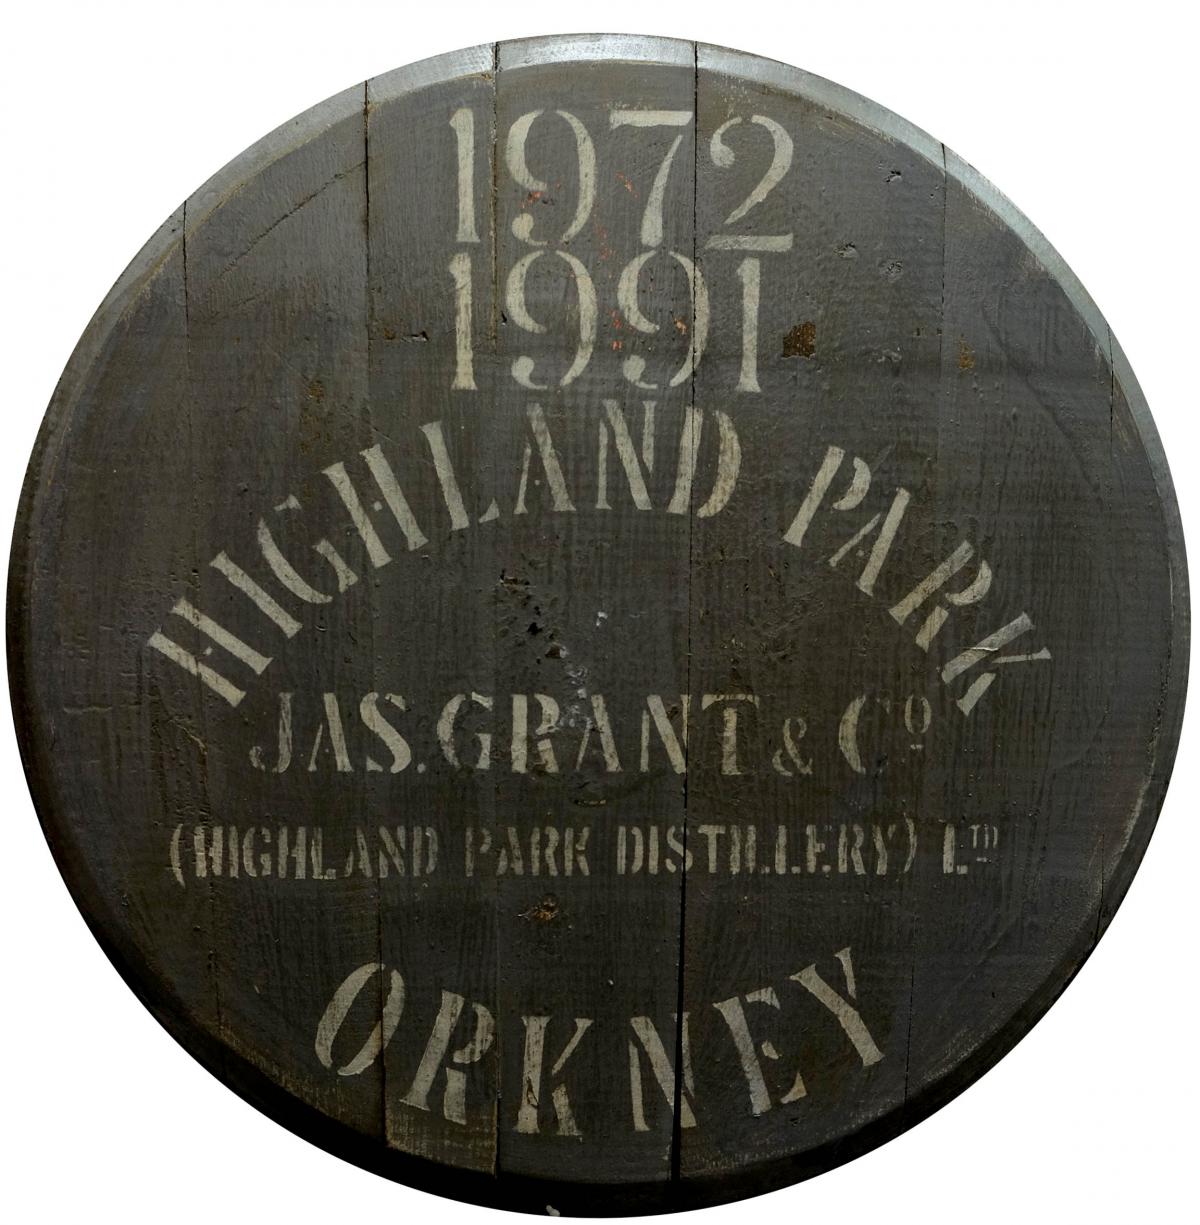 1972
1991
HIGHLAND PARK
JAS. GRANT & Co
(HIGHLAND PARK DISTILLERY) LTD
ORKNEY